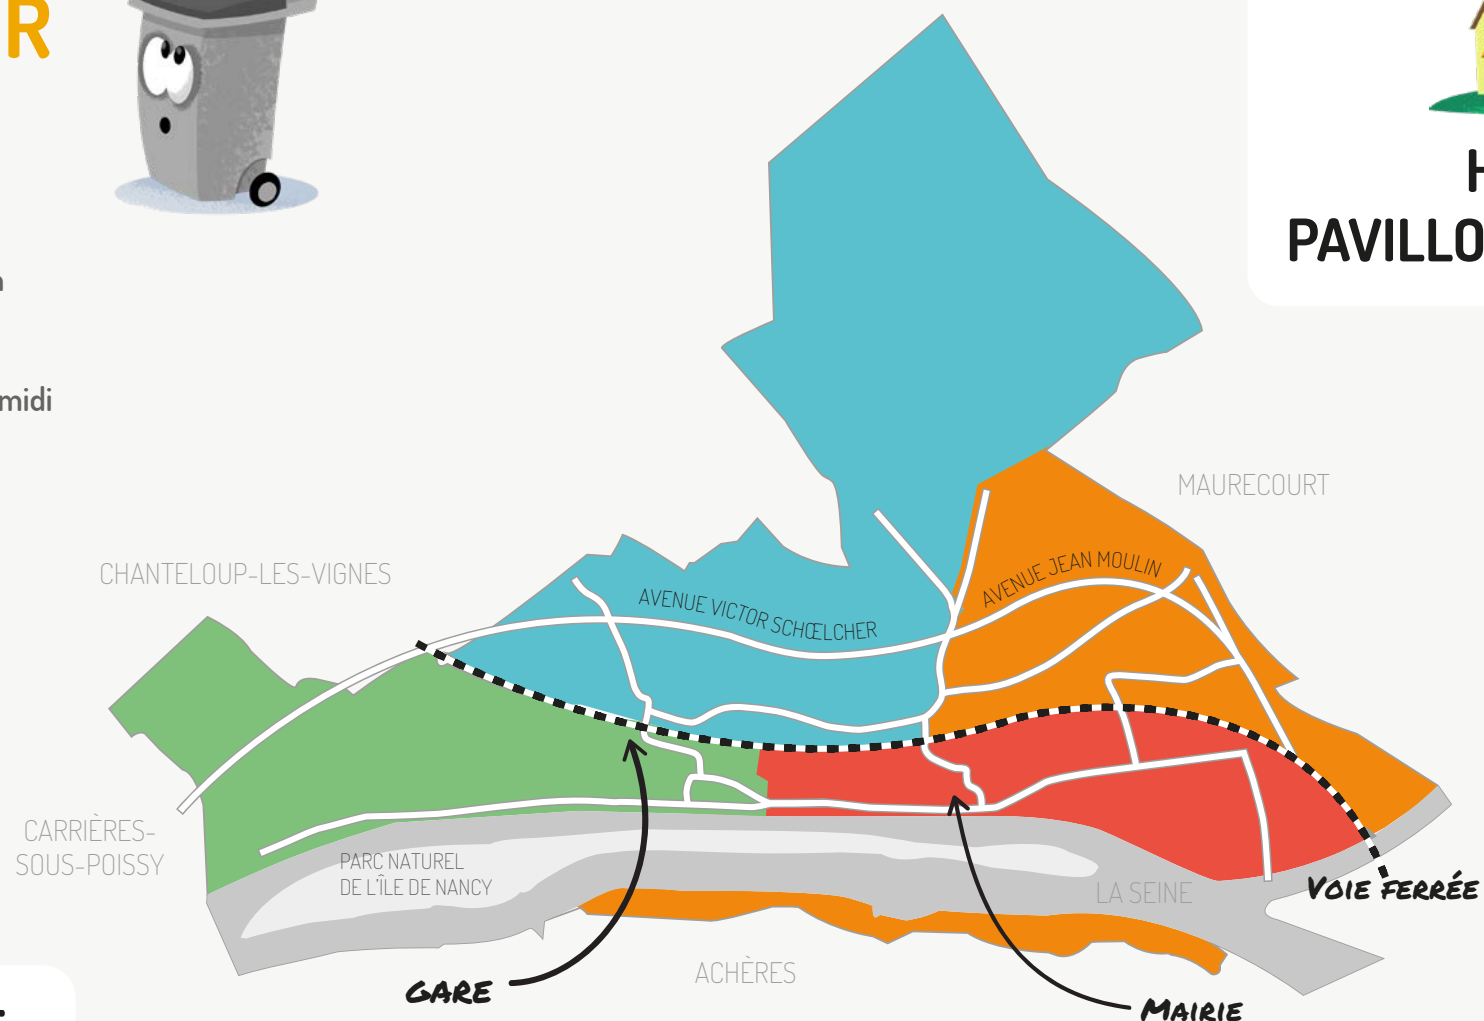 R
midi
H
PAVILLO
MAURECOURT
CHANTELOUP-LES-VIGNES
AVENUE JEAN MOULIN
AVENUE VICTOR SCHŒLCHER
CARRIÈRES-
SOUS-POISSY
PARC NATUREL
DE L'ÎLE DE NANCY
LA SEINE
VOIE FERRÉE
ACHÈRES
GARE
MAIRIE